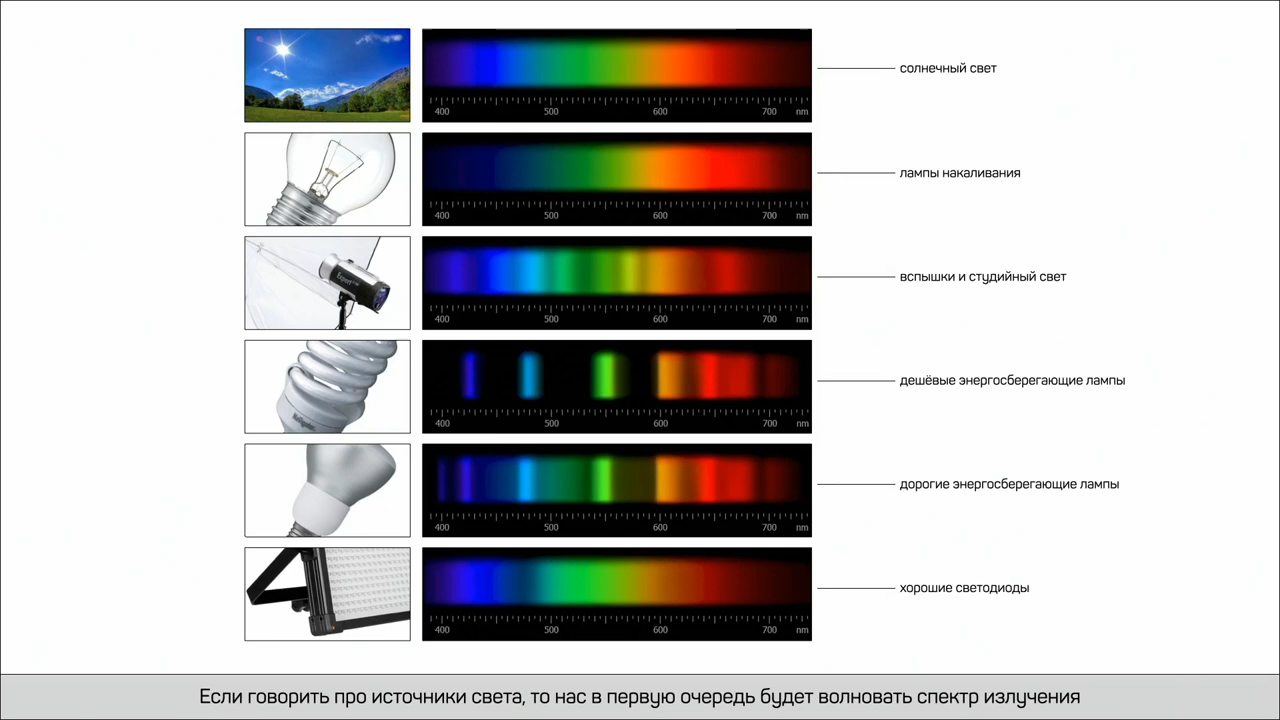 400 500 600 700 nm
солнечный свет
400 500 600 700 nm
лампы накаливания
400 500 600 700 nm
вспышки и студийный свет
400 500 600 700 nm
дешёвые энергосберегающие лампы
400 500 600 700 nm
дорогие энергосберегающие лампы
400 500 600 700 nm
хорошие светодиоды
Если говорить про источники света, то нас в первую очередь будет волновать спектр излучения